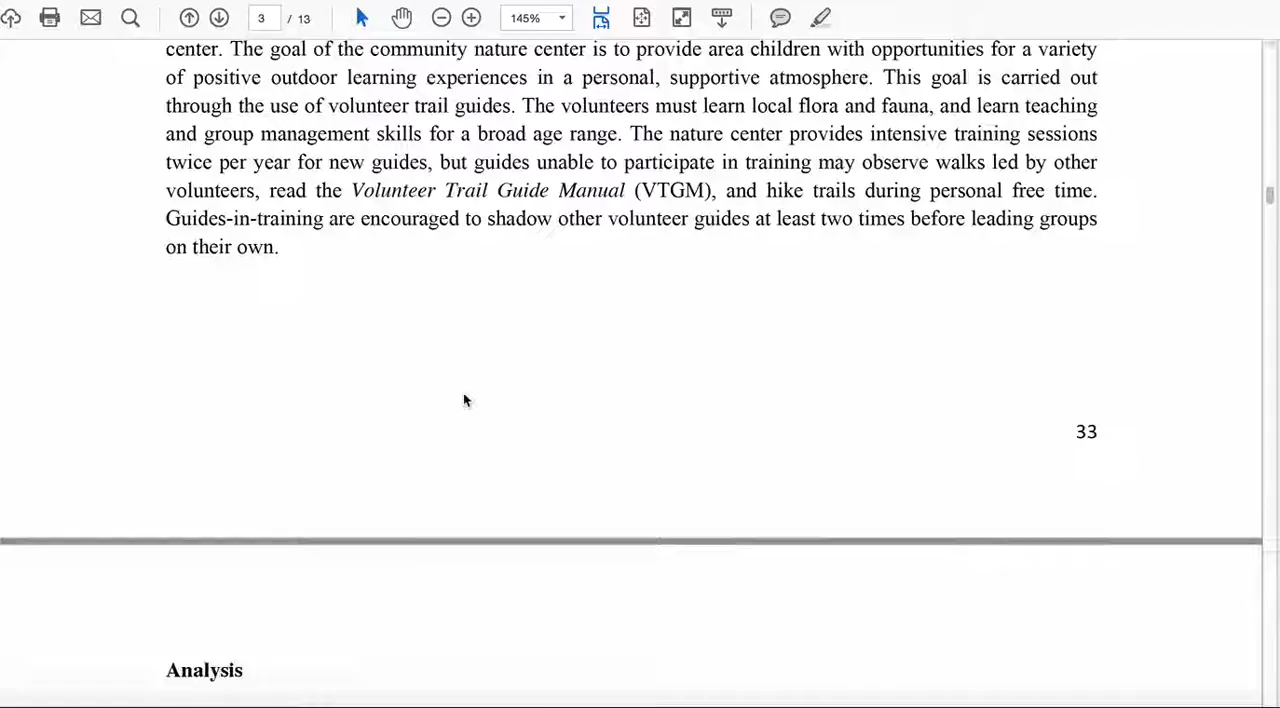 3 / 13 145%
center. The goal of the community nature center is to provide area children with opportunities for a variety
of positive outdoor learning experiences in a personal, supportive atmosphere. This goal is carried out
through the use of volunteer trail guides. The volunteers must learn local flora and fauna, and learn teaching
and group management skills for a broad age range. The nature center provides intensive training sessions
twice per year for new guides, but guides unable to participate in training may observe walks led by other
volunteers, read the Volunteer Trail Guide Manual (VTGM), and hike trails during personal free time.
Guides-in-training are encouraged to shadow other volunteer guides at least two times before leading groups
on their own.
33
Analysis